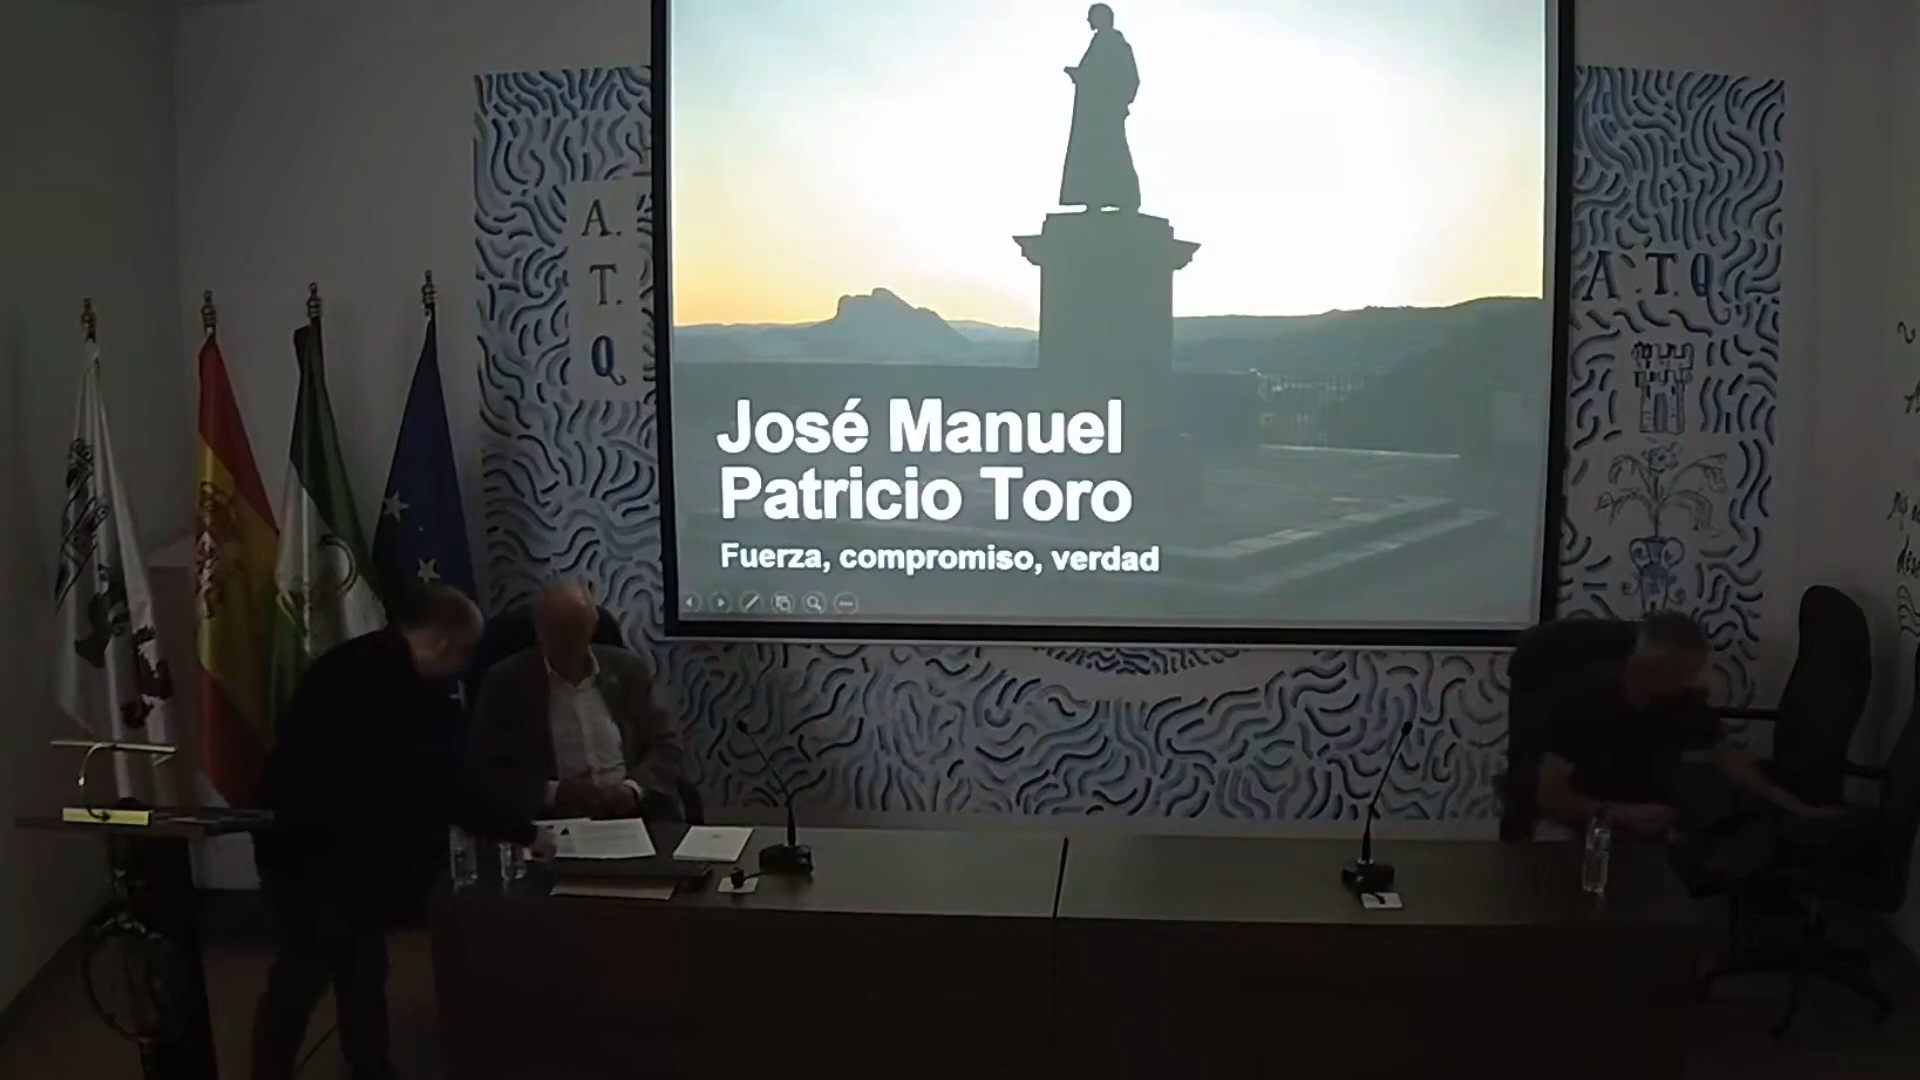 A.
T.
Q
José Manuel
Patricio Toro
Fuerza, compromiso, verdad
A.T.Q